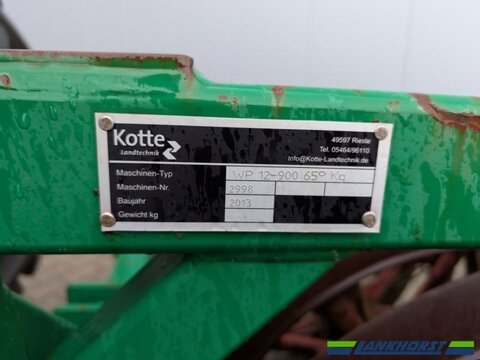 Kotte
Landtechnik
49597 Rieste
Tel. 05464/96110
Info@Kotte-Landtechnik.de
Maschinen-Typ WP 12-900 65° Kg
Maschinen-Nr. 2998
Baujahr 2013
Gewicht kg
LANKHORST